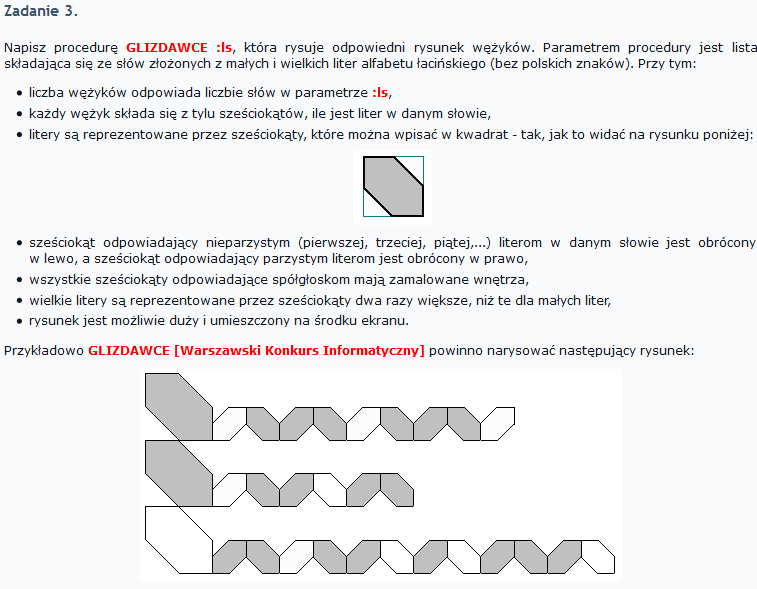 Zadanie 3.
Napisz procedurę GLIZDAWCE :ls, która rysuje odpowiedni rysunek wężyków. Parametrem procedury jest lista
składająca się ze słów złożonych z małych i wielkich liter alfabetu łacińskiego (bez polskich znaków). Przy tym:
• liczba wężyków odpowiada liczbie słów w parametrze :ls,
• każdy wężyk składa się z tylu sześciokątów, ile jest liter w danym słowie,
• litery są reprezentowane przez sześciokąty, które można wpisać w kwadrat - tak, jak to widać na rysunku poniżej:
• sześciokąt odpowiadający nieparzystym (pierwszej, trzeciej, piątej,...) literom w danym słowie jest obrócony
w lewo, a sześciokąt odpowiadający parzystym literom jest obrócony w prawo,
• wszystkie sześciokąty odpowiadające spółgłoskom mają zamalowane wnętrza,
• wielkie litery są reprezentowane przez sześciokąty dwa razy większe, niż te dla małych liter,
• rysunek jest możliwie duży i umieszczony na środku ekranu.
Przykładowo GLIZDAWCE [Warszawski Konkurs Informatyczny] powinno narysować następujący rysunek: